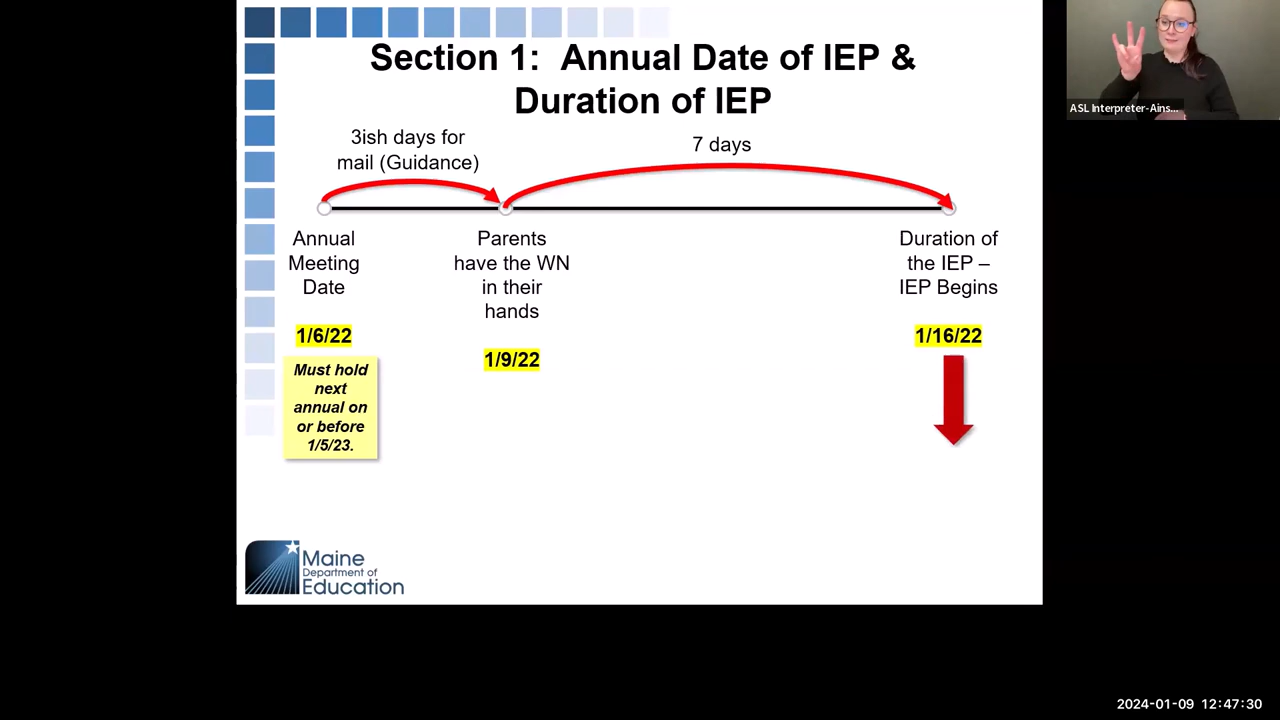 Section 1:  Annual Date of IEP &
Duration of IEP
3ish days for
mail (Guidance)
7 days
Annual
Meeting
Date
1/6/22
Must hold
next
annual on
or before
1/5/23.
Parents
have the WN
in their
hands
1/9/22
Duration of
the IEP –
IEP Begins
1/16/22
Maine
Department of
Education
ASL Interpreter-Ains...
2024-01-09 12:47:30